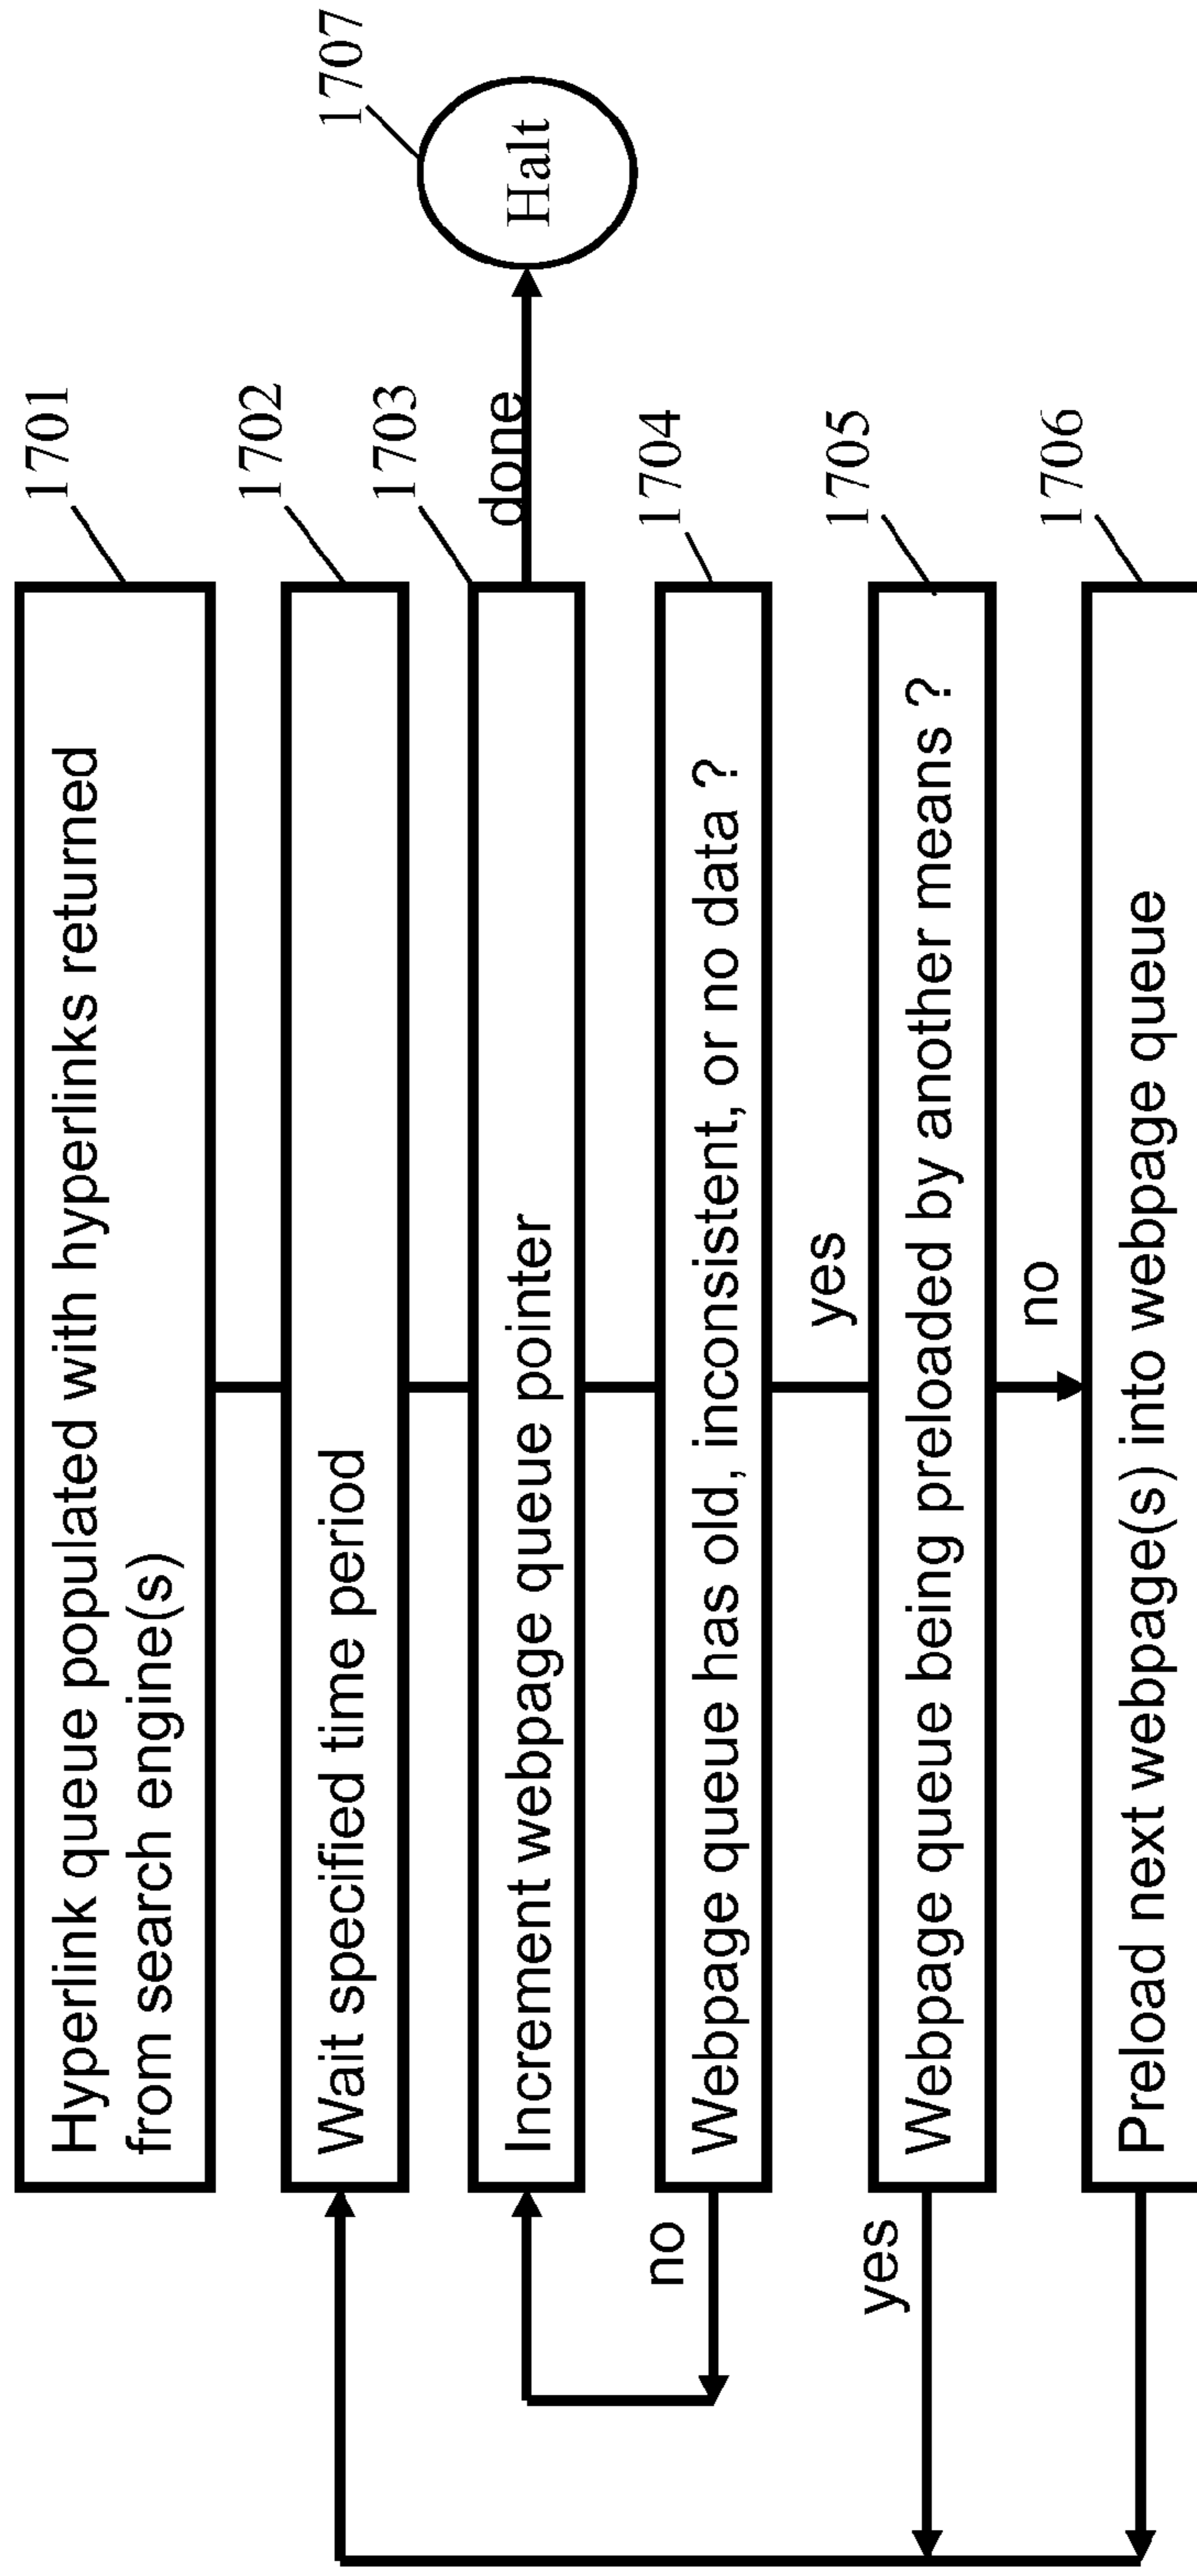 Hyperlink queue populated with hyperlinks returned
from search engine(s)
1701
Wait specified time period
1702
Increment webpage queue pointer
1703
done
Halt
1707
Webpage queue has old, inconsistent, or no data ?
1704
no
yes
Webpage queue being preloaded by another means ?
1705
yes
no
Preload next webpage(s) into webpage queue
1706